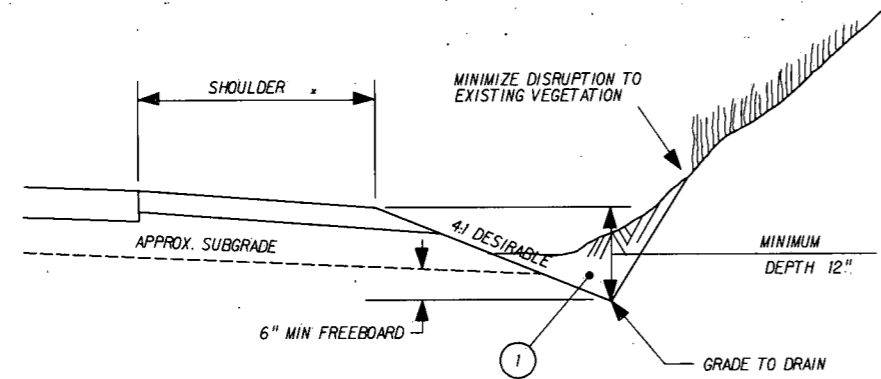 SHOULDER *
MINIMIZE DISRUPTION TO
EXISTING VEGETATION
4:1 DESIRABLE
APPROX. SUBGRADE
MINIMUM
DEPTH 12"
6" MIN FREEBOARD
1
GRADE TO DRAIN